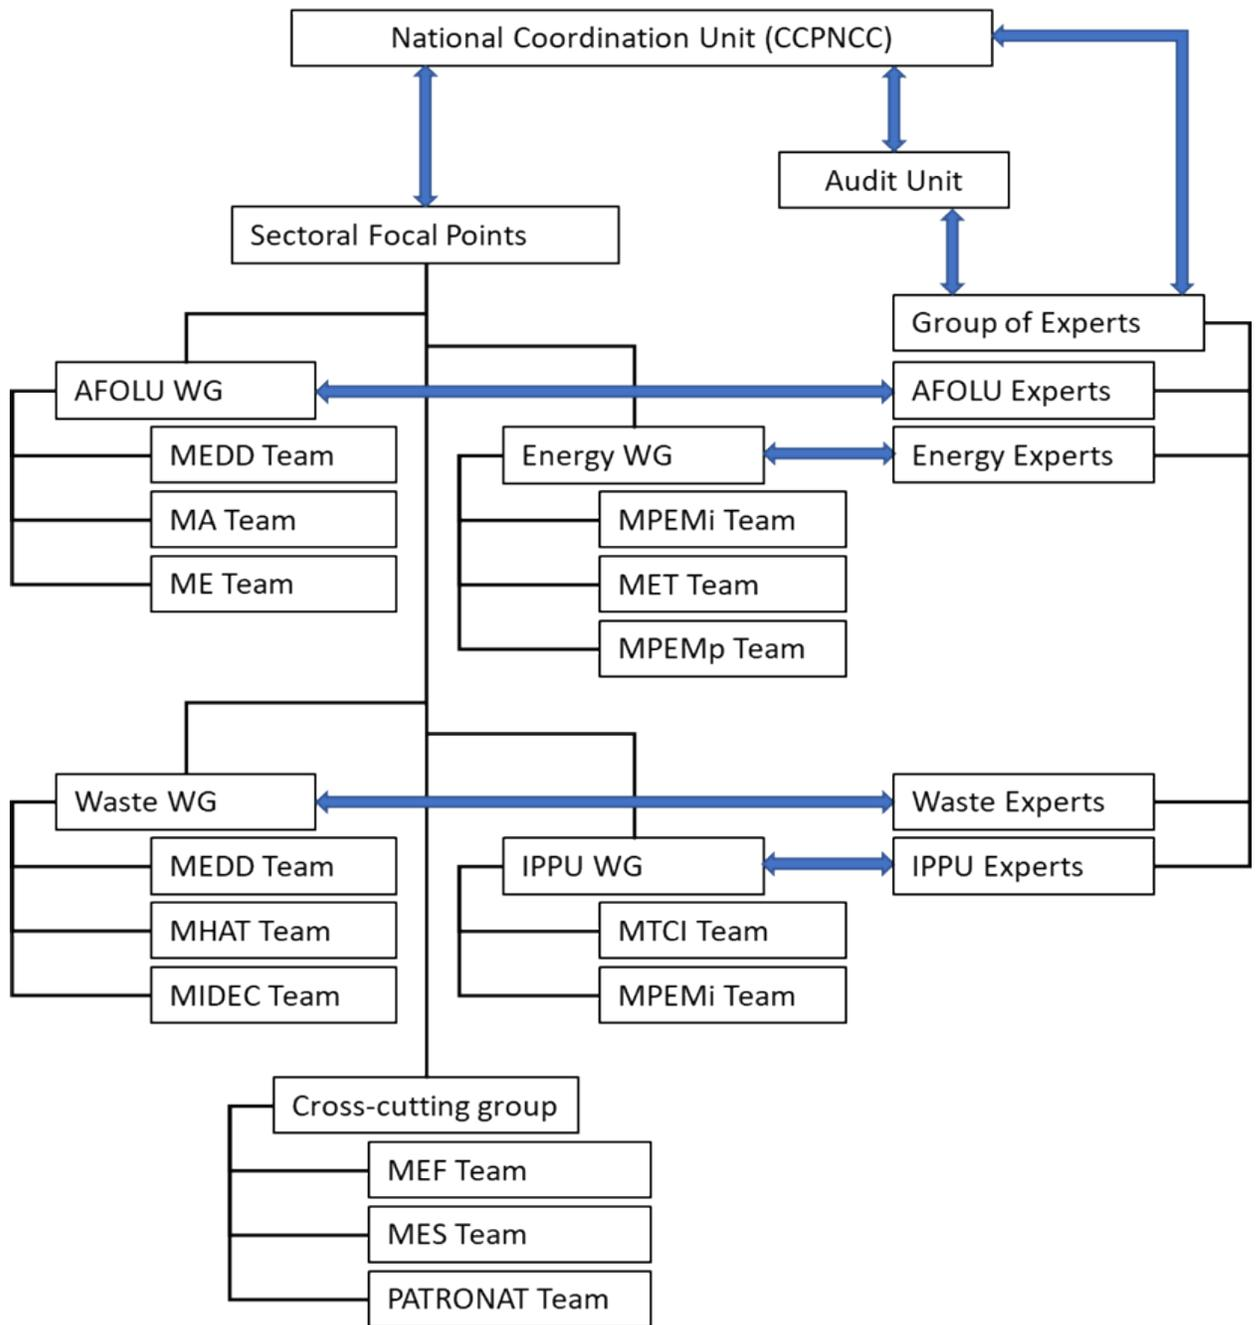 National Coordination Unit (CCPNCC)
Audit Unit
Sectoral Focal Points
Group of Experts
AFOLU WG
AFOLU Experts
MEDD Team
Energy WG
Energy Experts
MA Team
MPEMi Team
ME Team
MET Team
MPEMp Team
Waste WG
Waste Experts
MEDD Team
IPPU WG
IPPU Experts
MHAT Team
MTCI Team
MIDEC Team
MPEMi Team
Cross-cutting group
MEF Team
MES Team
PATRONAT Team